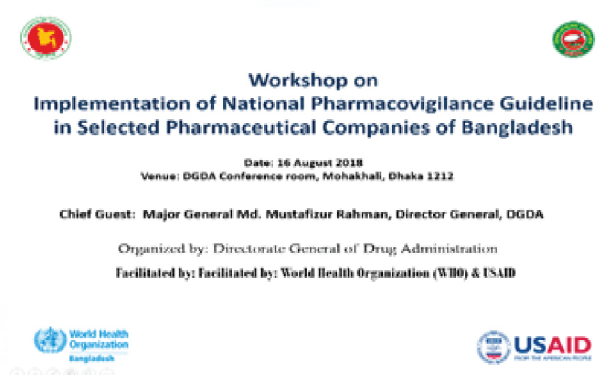 Workshop on
Implementation of National Pharmacovigilance Guideline
in Selected Pharmaceutical Companies of Bangladesh
Date: 16 August 2018
Venue: DGDA Conference room, Mohakhali, Dhaka 1212
Chief Guest: Major General Md. Mustafizur Rahman, Director General, DGDA
Organized by: Directorate General of Drug Administration
Facilitated by: Facilitated by: World Health Organization (WHO) & USAID
World Health
Organization
Bangladesh
USAID
FROM THE AMERICAN PEOPLE